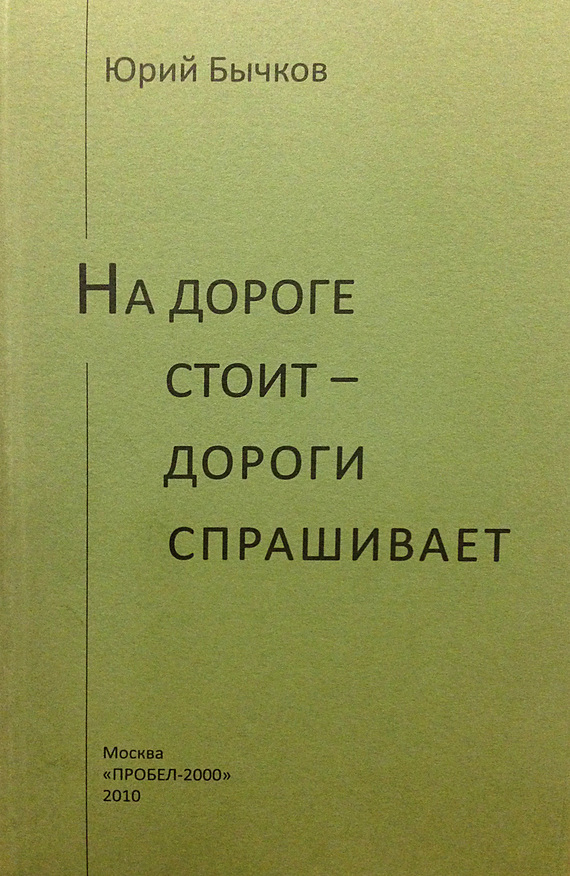 Юрий Бычков
На дороге
стоит –
дороги
спрашивает
Москва
«ПРОБЕЛ-2000»
2010